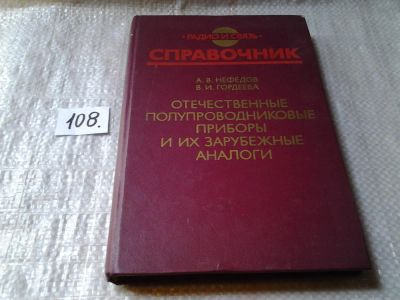 РАДИО И СВЯЗЬ
СПРАВОЧНИК
А. В. НЕФЕДОВ
В. И. ГОРДЕЕВА
ОТЕЧЕСТВЕННЫЕ
ПОЛУПРОВОДНИКОВЫЕ
ПРИБОРЫ
И ИХ ЗАРУБЕЖНЫЕ
АНАЛОГИ
108.